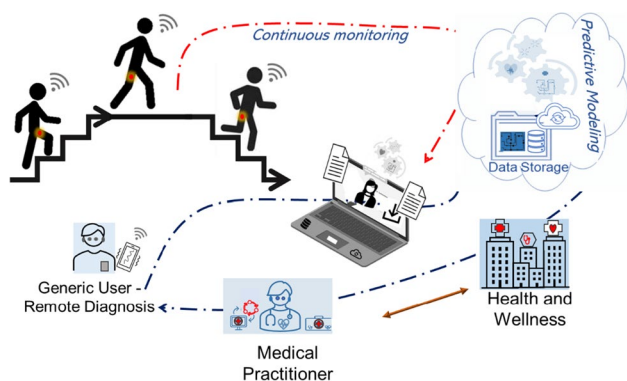 Continuous monitoring
Predictive Modeling
Data Storage
Generic User -
Remote Diagnosis
Health and
Wellness
Medical
Practitioner